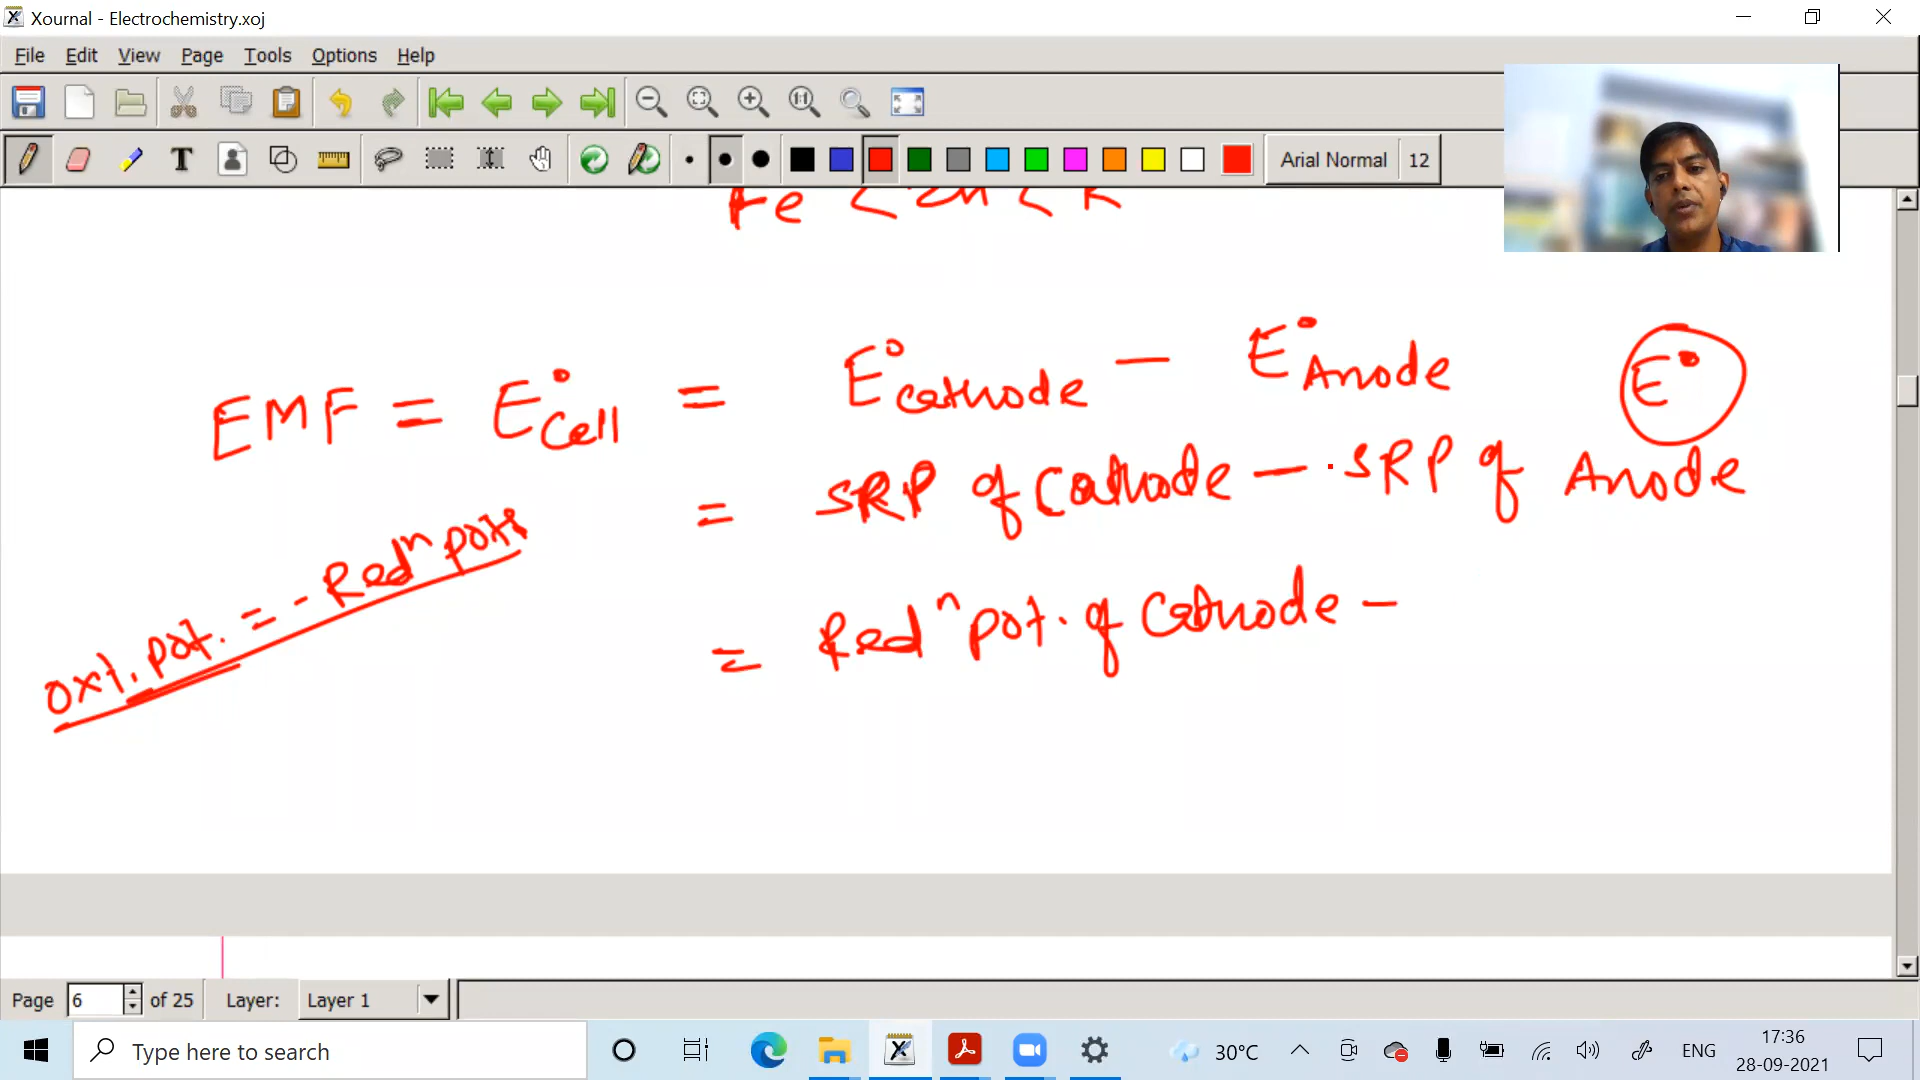 Xournal - Electrochemistry.xoj
File Edit View Page Tools Options Help
Arial Normal 12
Fe < Zn < K
EMF = E°Cell = E°Cathode - E°Anode E°
= SRP of Cathode - SRP of Anode
oxt. pot. = - Redⁿ pott
= Redⁿ pot. of Cathode -
Page 6 of 25 Layer: Layer 1
Type here to search
30°C ENG 17:36
28-09-2021